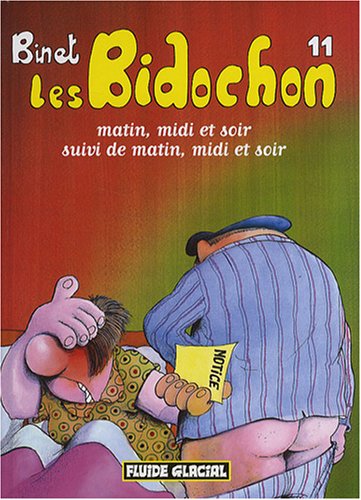 Binet
11
Les Bidochon
matin, midi et soir
suivi de matin, midi et soir
NOTICE
FLUIDE GLACIAL